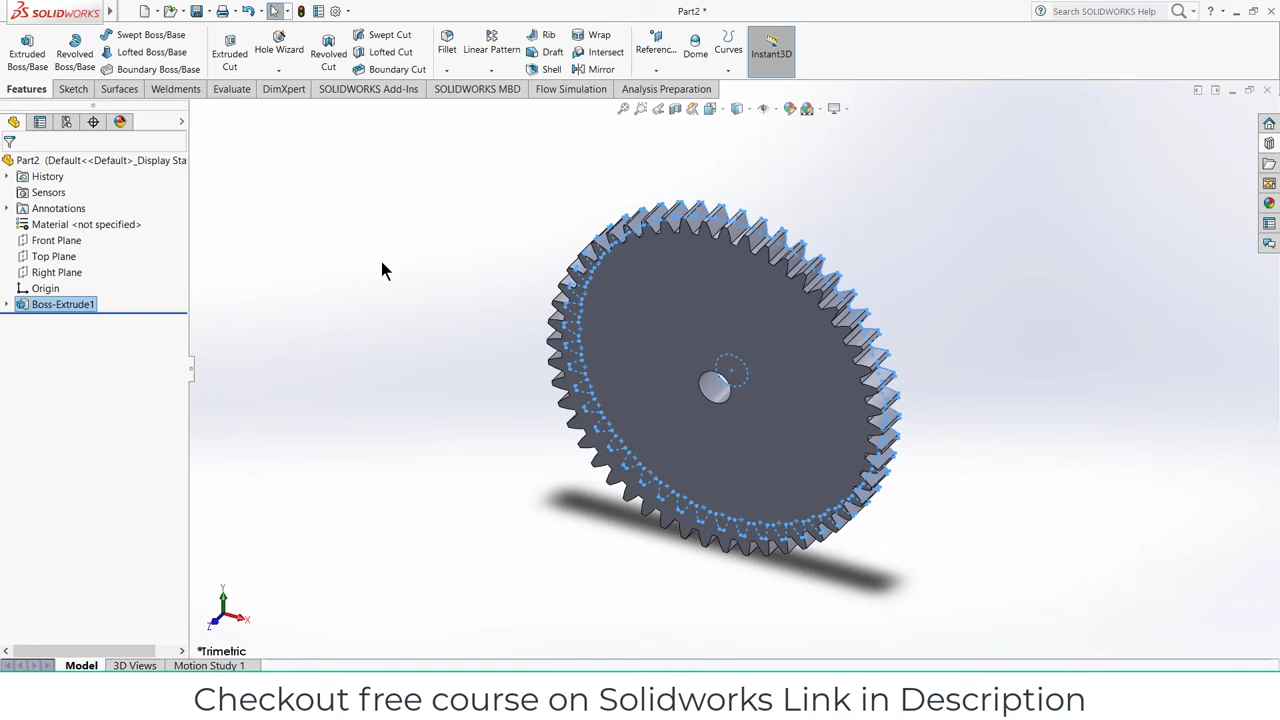 SOLIDWORKS
Part2 *
Search SOLIDWORKS Help
Extruded Boss/Base
Revolved Boss/Base
Swept Boss/Base
Lofted Boss/Base
Boundary Boss/Base
Extruded Cut
Hole Wizard
Revolved Cut
Swept Cut
Lofted Cut
Boundary Cut
Fillet
Linear Pattern
Rib
Draft
Shell
Wrap
Intersect
Mirror
Referenc...
Dome
Curves
Instant3D
Features
Sketch
Surfaces
Weldments
Evaluate
DimXpert
SOLIDWORKS Add-Ins
SOLIDWORKS MBD
Flow Simulation
Analysis Preparation
Part2 (Default<<Default>_Display Sta
History
Sensors
Annotations
Material <not specified>
Front Plane
Top Plane
Right Plane
Origin
Boss-Extrude1
Y
X
Z
*Trimetric
Model
3D Views
Motion Study 1
Checkout free course on Solidworks Link in Description